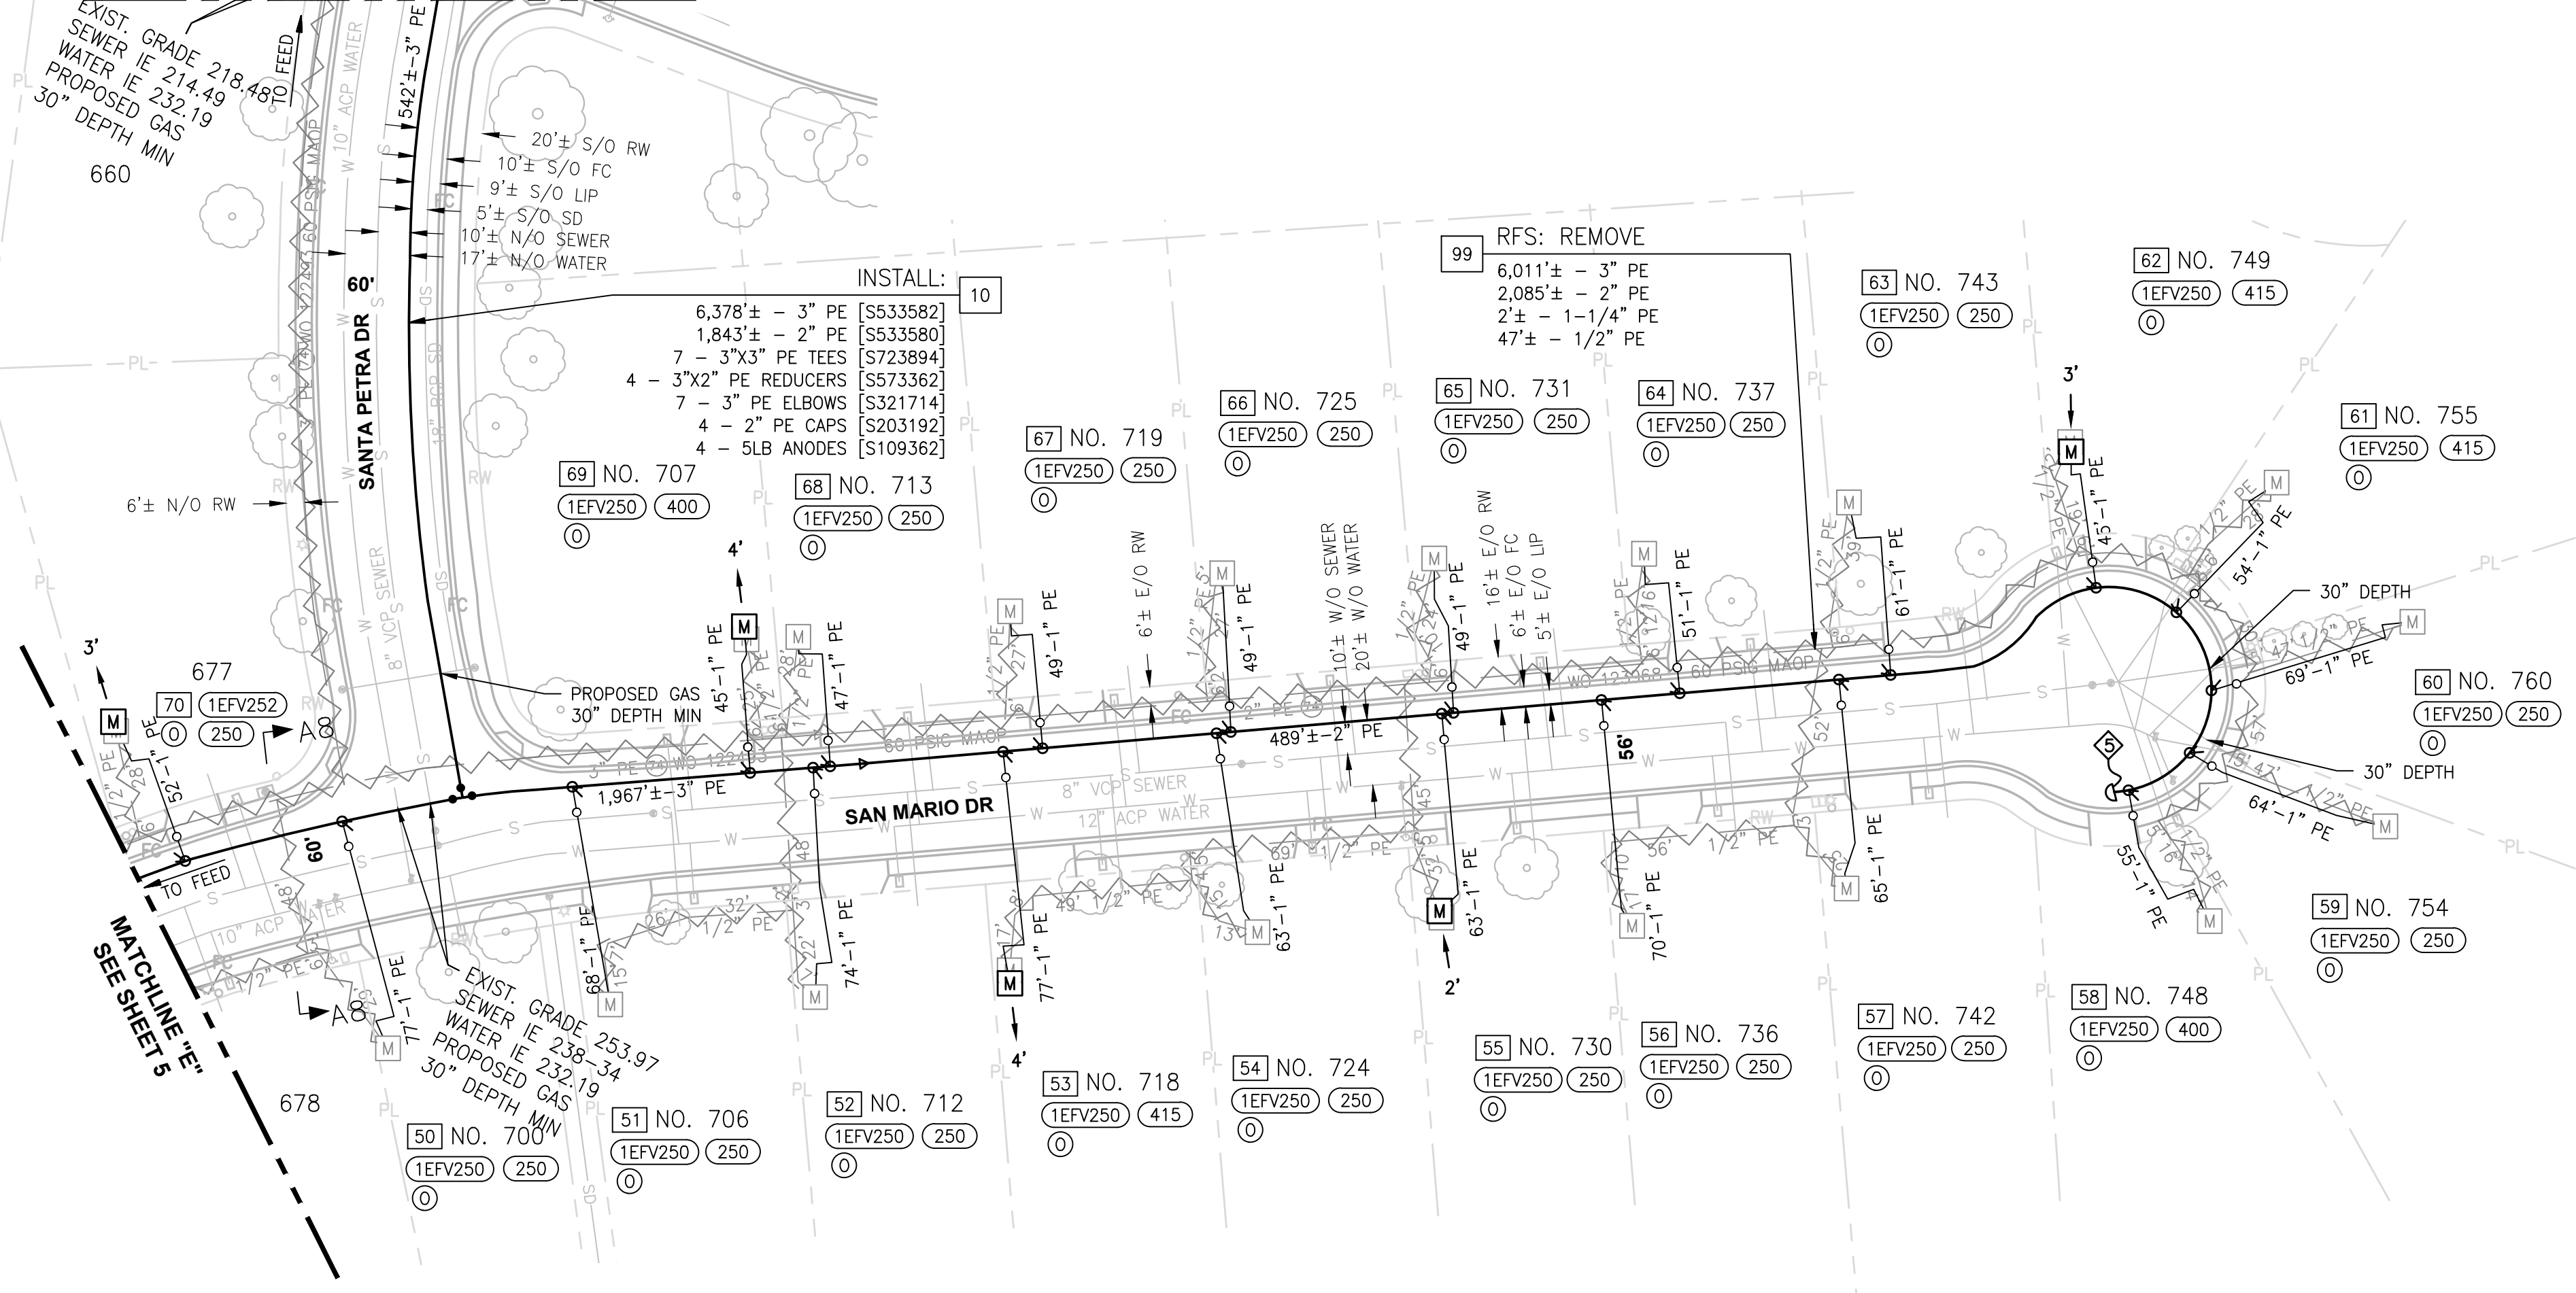 EXIST. GRADE 218.48
SEWER IE 214.49
WATER IE 232.19
PROPOSED GAS
30" DEPTH MIN
660
TO FEED
W 10" ACP WATER
542'±-3" PE
20'± S/O RW
10'± S/O FC
9'± S/O LIP
5'± S/O SD
10'± N/O SEWER
17'± N/O WATER
SANTA PETRA DR
60'
18" RCP SD
8" VCP SEWER
6'± N/O RW
INSTALL:
10
6,378'± - 3" PE [S533582]
1,843'± - 2" PE [S533580]
7 - 3"X3" PE TEES [S723894]
4 - 3"X2" PE REDUCERS [S573362]
7 - 3" PE ELBOWS [S321714]
4 - 2" PE CAPS [S203192]
4 - 5LB ANODES [S109362]
99
RFS: REMOVE
6,011'± - 3" PE
2,085'± - 2" PE
2'± - 1-1/4" PE
47'± - 1/2" PE
62 NO. 749
1EFV250 415
O
63 NO. 743
1EFV250 250
O
61 NO. 755
1EFV250 415
O
64 NO. 737
1EFV250 250
O
65 NO. 731
1EFV250 250
O
66 NO. 725
1EFV250 250
O
67 NO. 719
1EFV250 250
O
68 NO. 713
1EFV250 250
O
69 NO. 707
1EFV250 400
O
677
70 1EFV252
O 250
A8
3'
M
52'-1" PE
PROPOSED GAS
30" DEPTH MIN
4'
M
45'-1" PE
47'-1" PE
49'-1" PE
6'± E/O RW
49'-1" PE
10'± W/O SEWER
20'± W/O WATER
49'-1" PE
16'± E/O RW
6'± E/O FC
5'± E/O LIP
51'-1" PE
61'-1" PE
3'
M
45'-1" PE
54'-1" PE
30" DEPTH
69'-1" PE
60 NO. 760
1EFV250 250
O
30" DEPTH
64'-1" PE
5
55'-1" PE
60 PSIG MAOP
60 PSIG MAOP
1,967'±-3" PE
489'±-2" PE
SAN MARIO DR
8" VCP SEWER
12" ACP WATER
56'
60'
TO FEED
10" ACP WATER
MATCHLINE "E"
SEE SHEET 5
A8
77'-1" PE
68'-1" PE
74'-1" PE
77'-1" PE
M
4'
63'-1" PE
M
2'
63'-1" PE
70'-1" PE
65'-1" PE
EXIST. GRADE 253.97
SEWER IE 238-34
WATER IE 232.19
PROPOSED GAS
30" DEPTH MIN
678
50 NO. 700
1EFV250 250
O
51 NO. 706
1EFV250 250
O
52 NO. 712
1EFV250 250
O
53 NO. 718
1EFV250 415
O
54 NO. 724
1EFV250 250
O
55 NO. 730
1EFV250 250
O
56 NO. 736
1EFV250 250
O
57 NO. 742
1EFV250 250
O
58 NO. 748
1EFV250 400
O
59 NO. 754
1EFV250 250
O